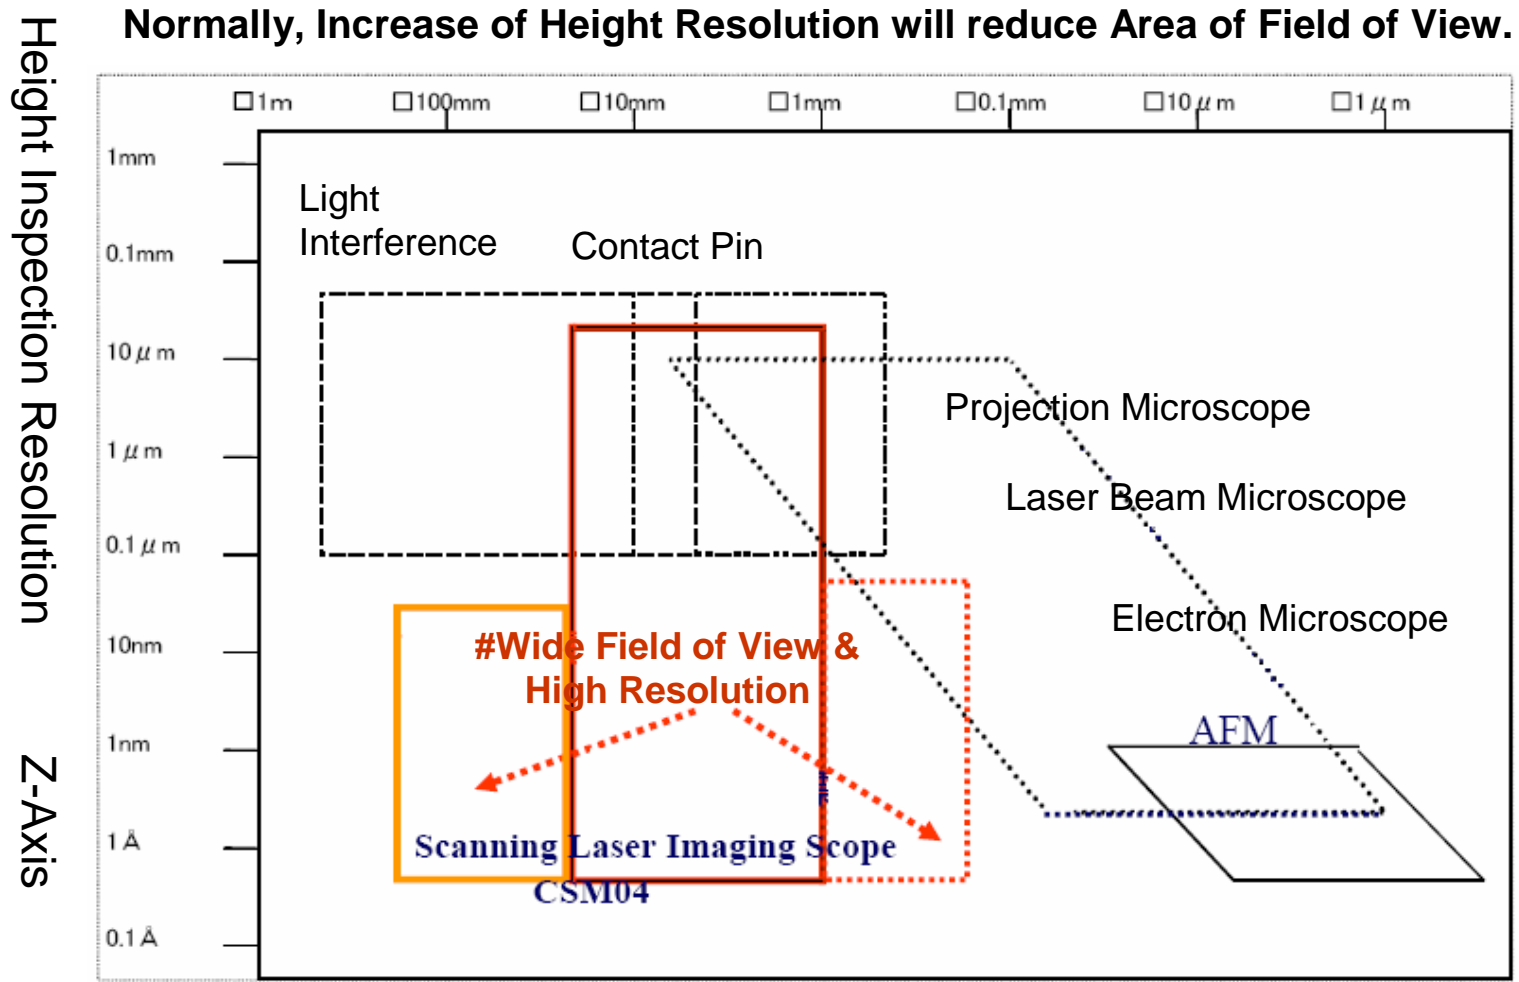 Normally, Increase of Height Resolution will reduce Area of Field of View.
Height Inspection Resolution Z-Axis
□1m □100mm □10mm □1mm □0.1mm □10μm □1μm
1mm
0.1mm
10μm
1μm
0.1μm
10nm
1nm
1Å
0.1Å
Light
Interference
Contact Pin
Projection Microscope
Laser Beam Microscope
Electron Microscope
#Wide Field of View &
High Resolution
AFM
Scanning Laser Imaging Scope
CSM04